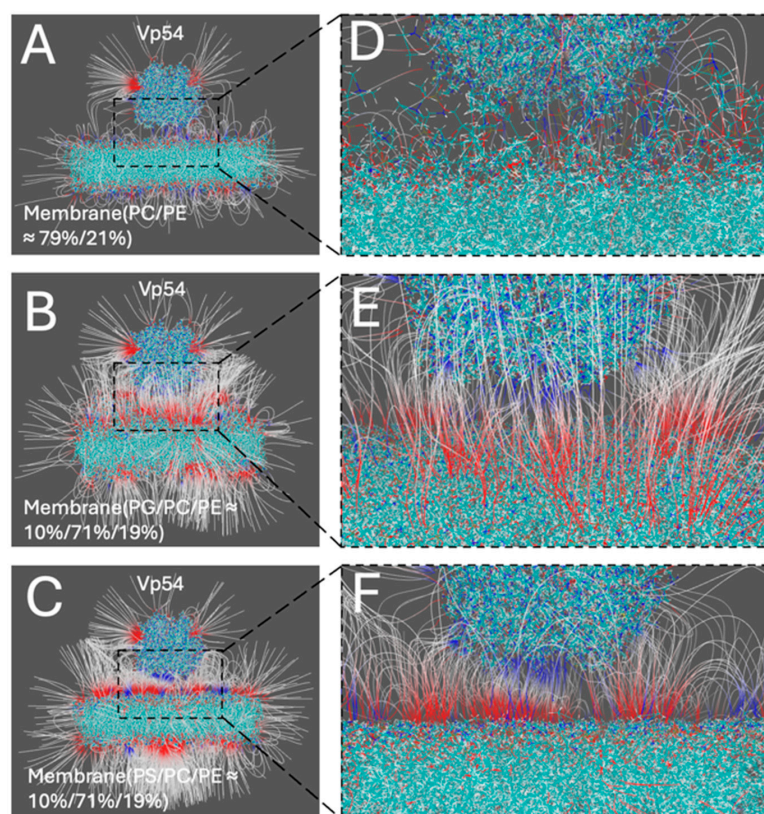 A
Vp54
Membrane(PC/PE
≈ 79%/21%)
D
B
Vp54
Membrane(PG/PC/PE ≈
10%/71%/19%)
E
C
Vp54
Membrane(PS/PC/PE ≈
10%/71%/19%)
F